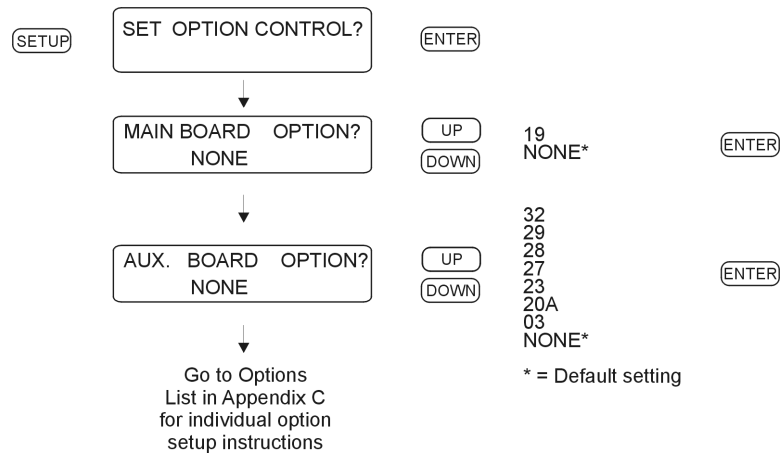 SETUP
SET OPTION CONTROL?
ENTER
MAIN BOARD OPTION?
NONE
UP
DOWN
19
NONE*
ENTER
AUX. BOARD OPTION?
NONE
UP
DOWN
32
29
28
27
23
20A
03
NONE*
ENTER
* = Default setting
Go to Options
List in Appendix C
for individual option
setup instructions